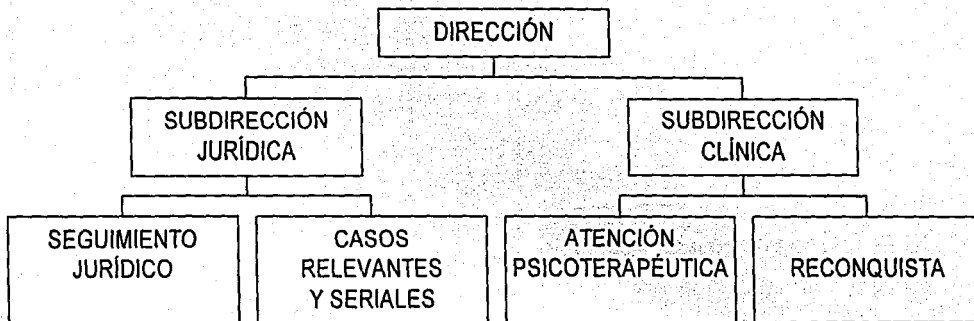 DIRECCIÓN
SUBDIRECCIÓN
JURÍDICA
SUBDIRECCIÓN
CLÍNICA
SEGUIMIENTO
JURÍDICO
CASOS
RELEVANTES
Y SERIALES
ATENCIÓN
PSICOTERAPÉUTICA
RECONQUISTA